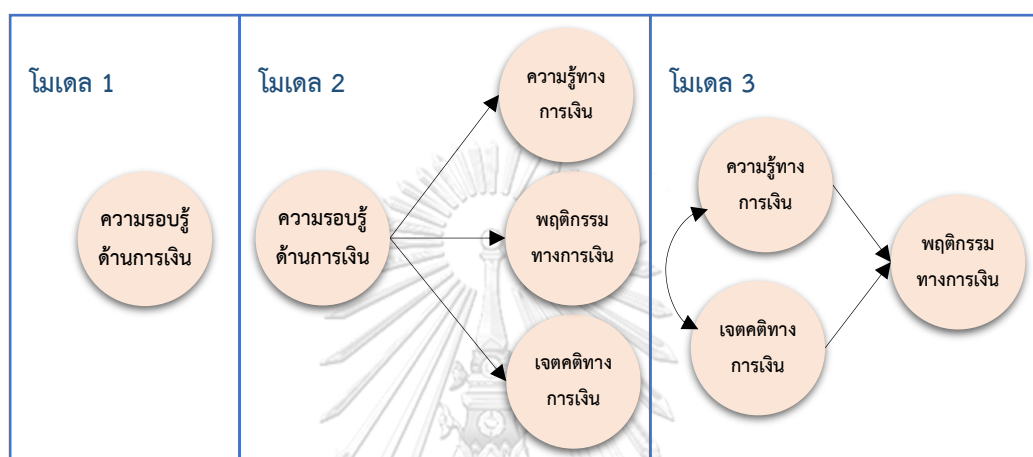 โมเดล 1
ความรอบรู้
ด้านการเงิน
โมเดล 2
ความรอบรู้
ด้านการเงิน
ความรู้ทาง
การเงิน
พฤติกรรม
ทางการเงิน
เจตคติทาง
การเงิน
โมเดล 3
ความรู้ทาง
การเงิน
เจตคติทาง
การเงิน
พฤติกรรม
ทางการเงิน